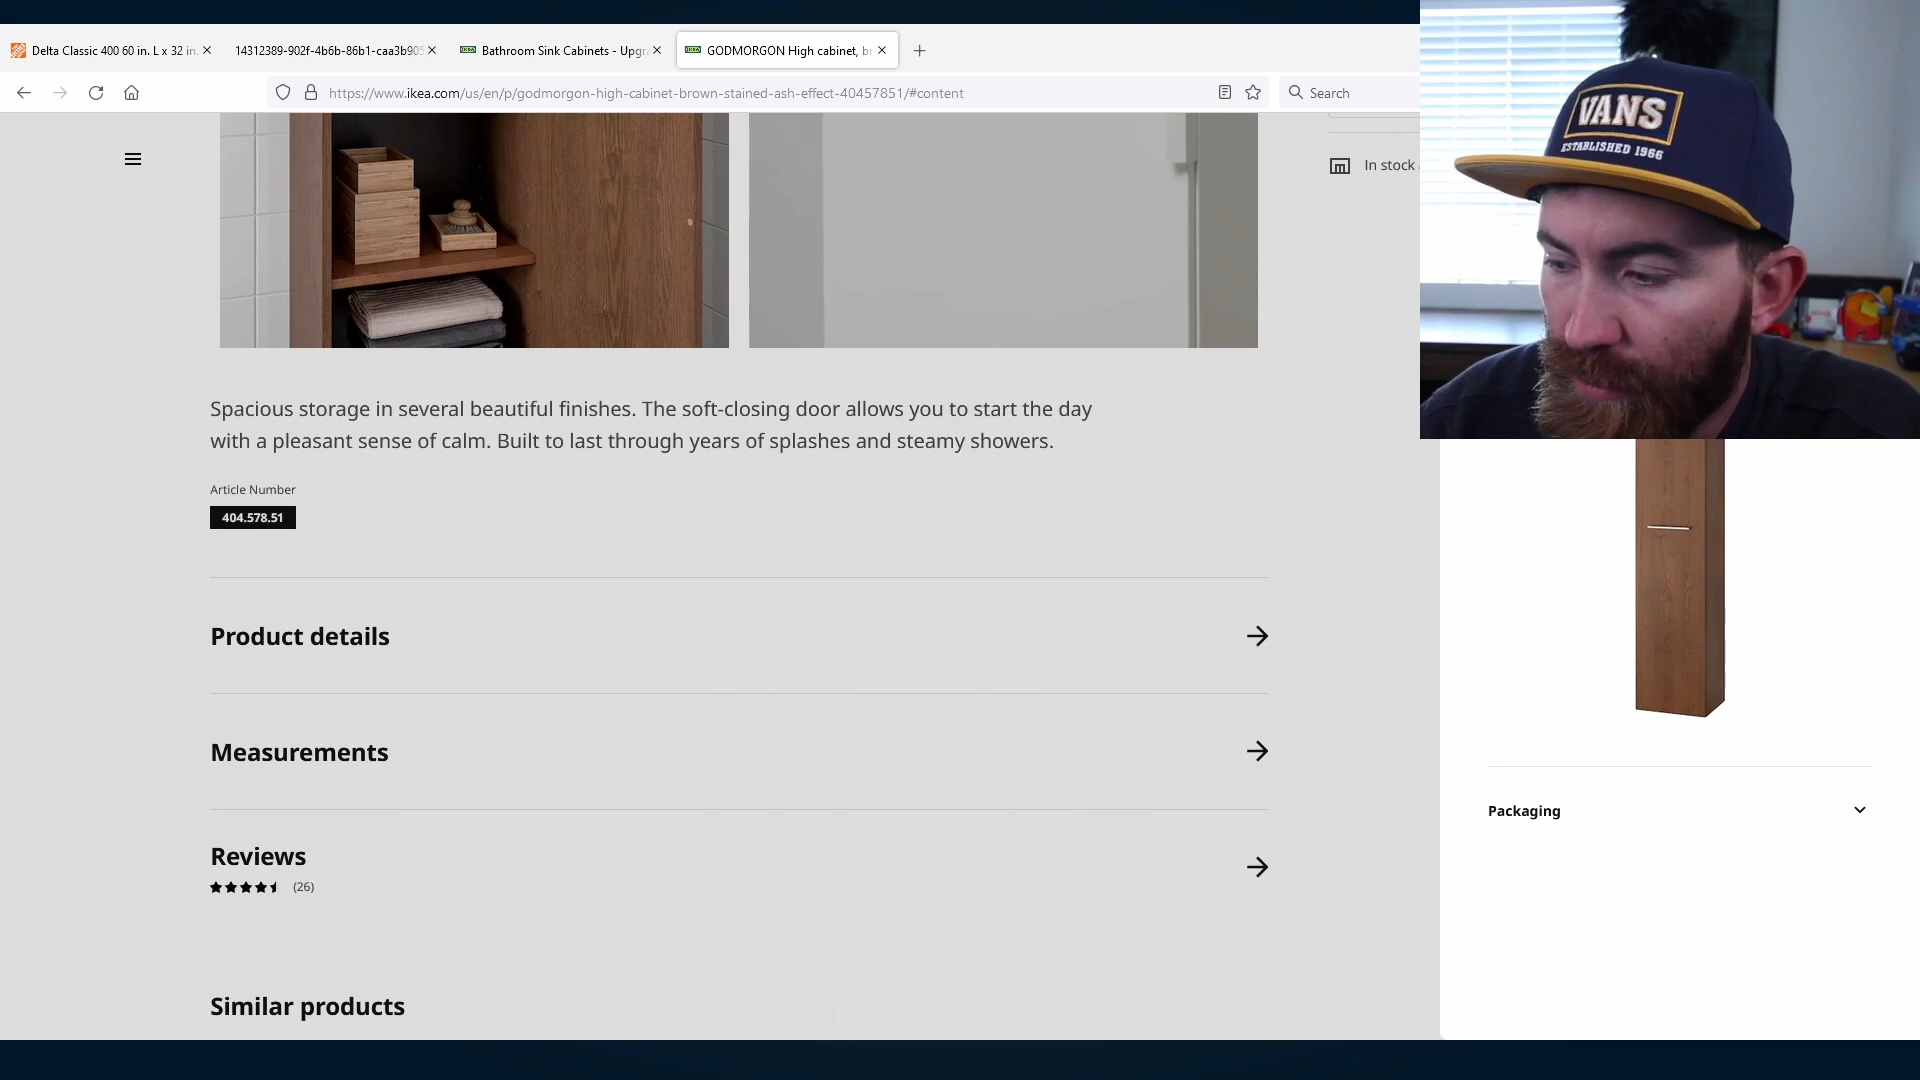 Delta Classic 400 60 in. L x 32 in.
14312389-902f-4b6b-86b1-caa3b905
Bathroom Sink Cabinets - Upgr
GODMORGON High cabinet, br
https://www.ikea.com/us/en/p/godmorgon-high-cabinet-brown-stained-ash-effect-40457851/#content
Search
VANS
ESTABLISHED 1966
In stock
Spacious storage in several beautiful finishes. The soft-closing door allows you to start the day
with a pleasant sense of calm. Built to last through years of splashes and steamy showers.
Article Number
404.578.51
Product details
Measurements
Reviews
(26)
Similar products
Packaging